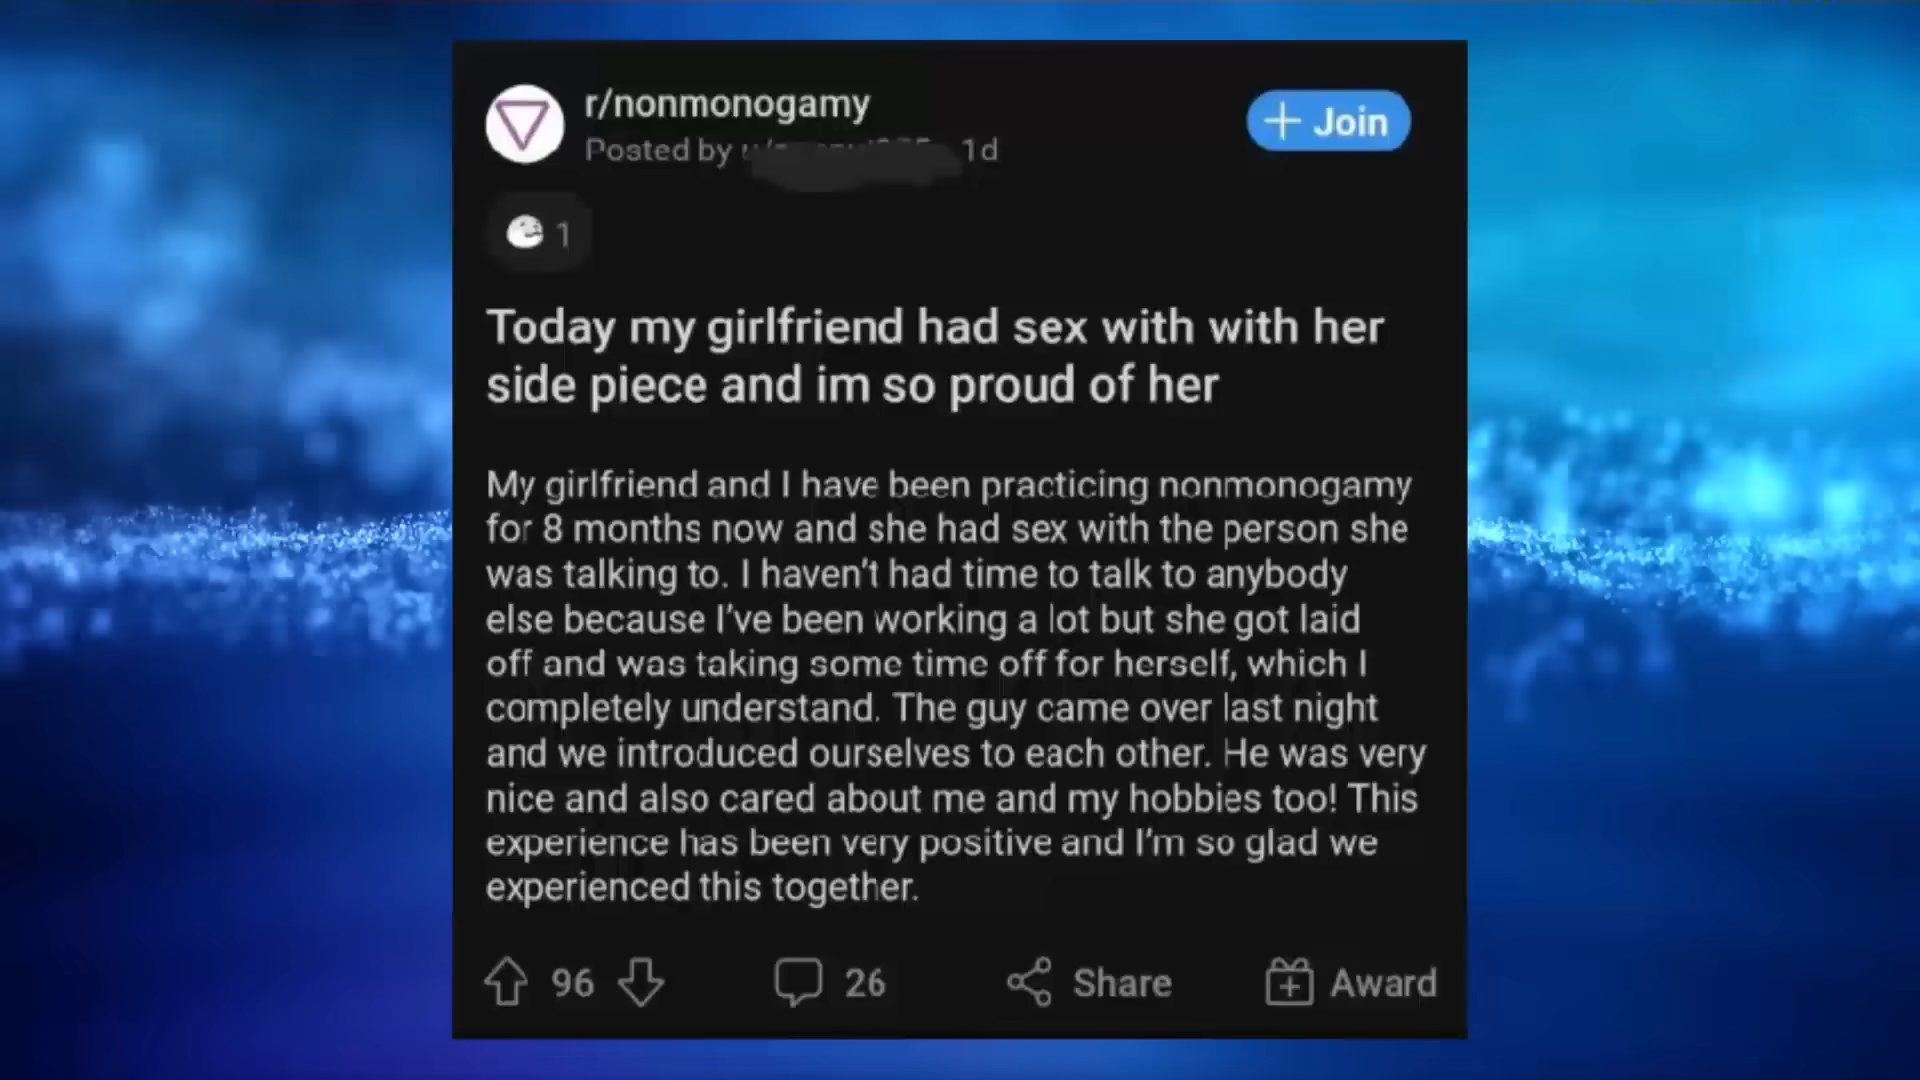 r/nonmonogamy
Posted by 1d
+ Join
1
Today my girlfriend had sex with with her
side piece and im so proud of her
My girlfriend and I have been practicing nonmonogamy
for 8 months now and she had sex with the person she
was talking to. I haven't had time to talk to anybody
else because I've been working a lot but she got laid
off and was taking some time off for herself, which I
completely understand. The guy came over last night
and we introduced ourselves to each other. He was very
nice and also cared about me and my hobbies too! This
experience has been very positive and I'm so glad we
experienced this together.
96
26
Share
Award